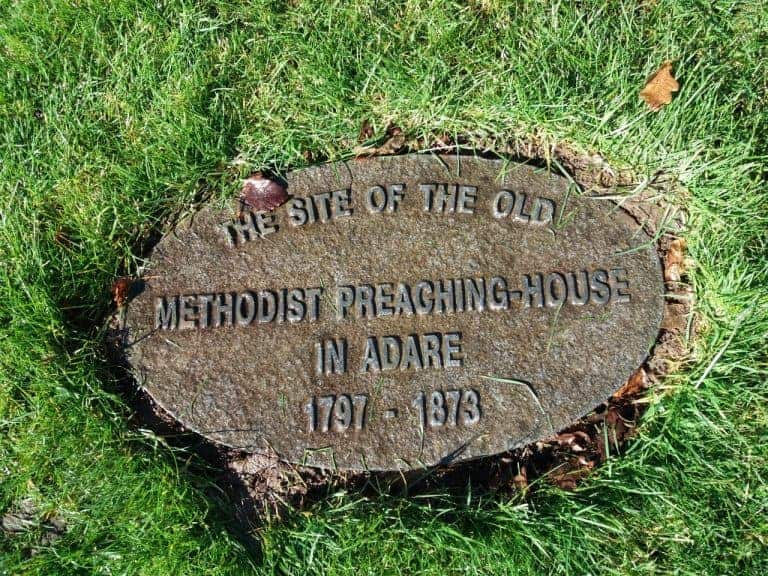 THE SITE OF THE OLD
METHODIST PREACHING-HOUSE
IN ADARE
1797 - 1873